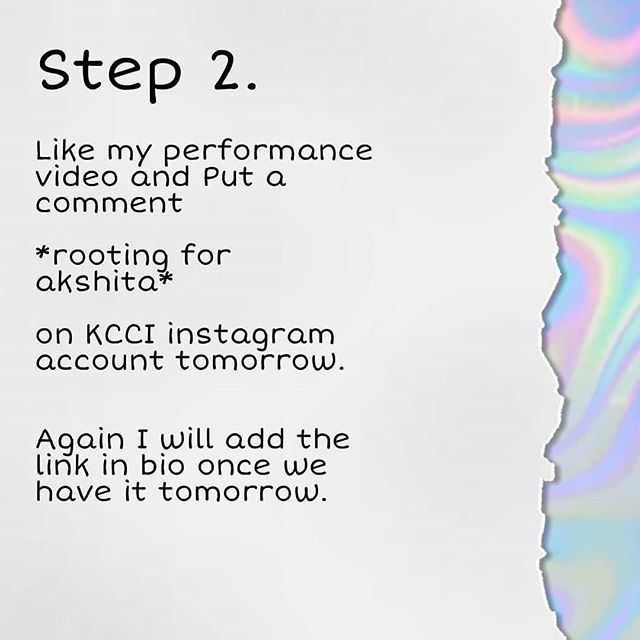 Step 2.
Like my performance
video and Put a
comment
*rooting for
akshita*
on KCCI instagram
account tomorrow.
Again I will add the
link in bio once we
have it tomorrow.